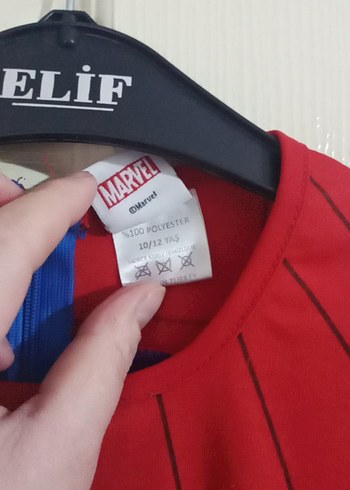 ELİF
MARVEL
©Marvel
%100 POLYESTER
10/12 YAŞ